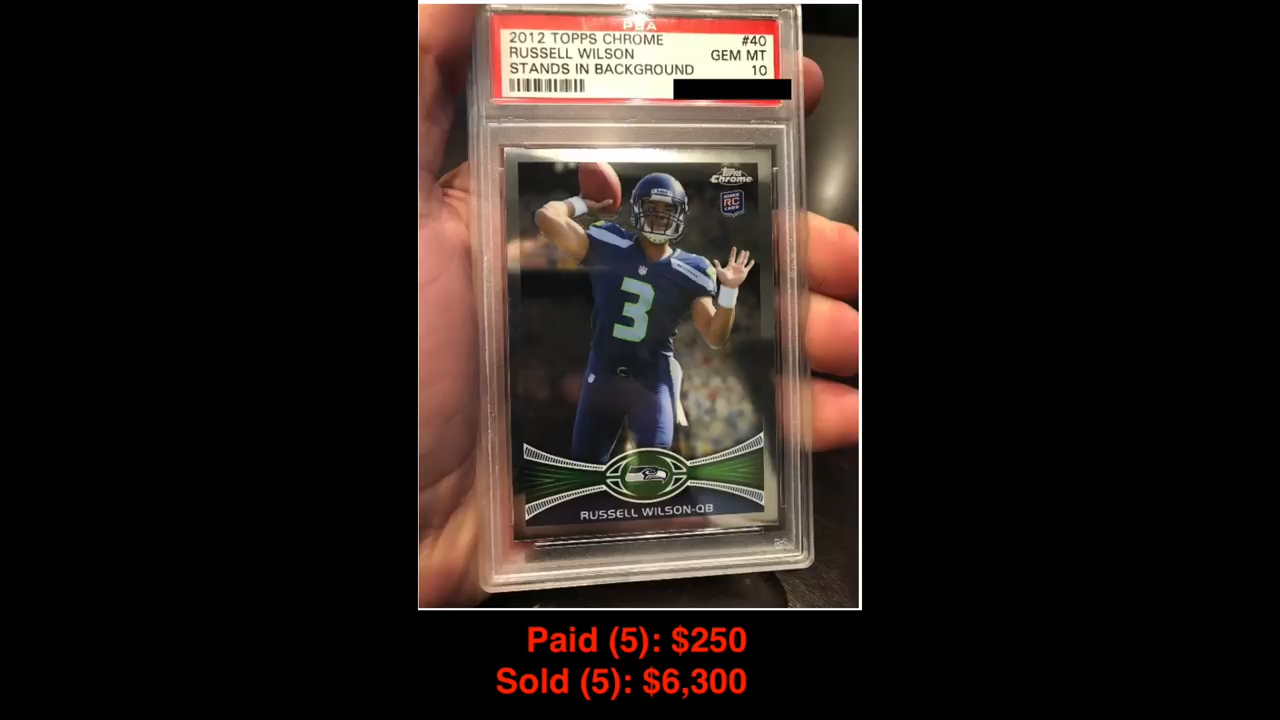 PSA
2012 TOPPS CHROME #40
RUSSELL WILSON GEM MT
STANDS IN BACKGROUND 10
TOPPS
Chrome
RC
3
RUSSELL WILSON-QB
Paid (5): $250
Sold (5): $6,300